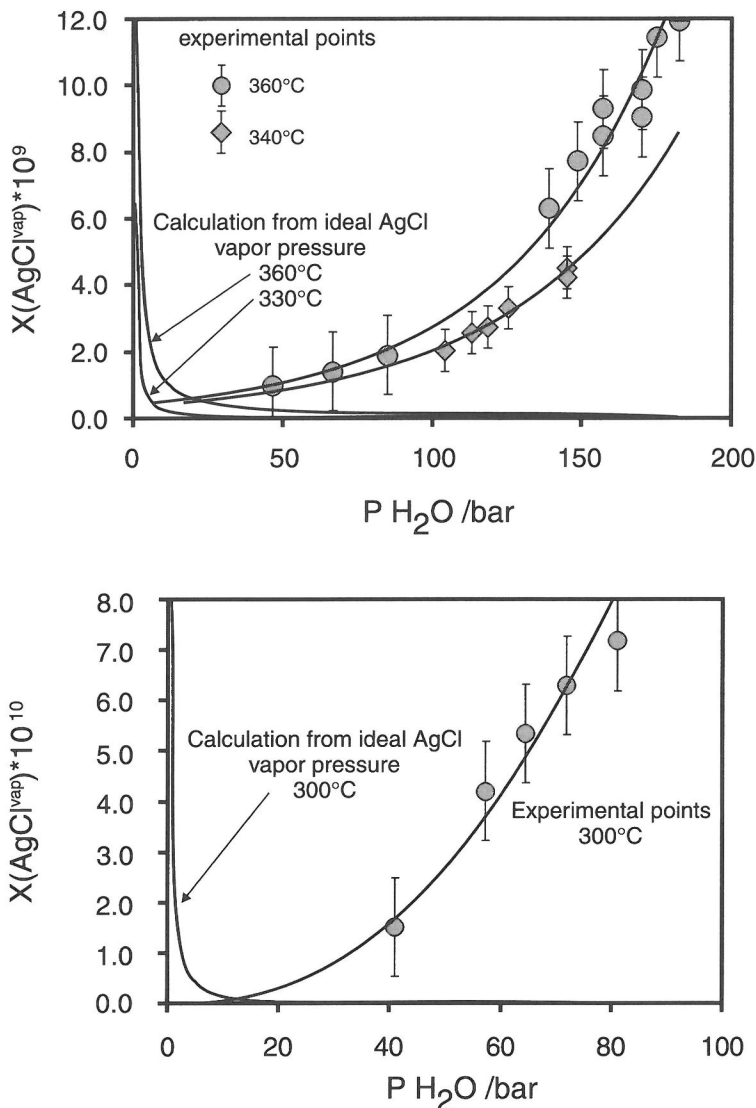 12.0
10.0
8.0
6.0
4.0
2.0
0.0
X(AgCl^vap)*10^9
experimental points
360°C
340°C
Calculation from ideal AgCl
vapor pressure
360°C
330°C
0
50
100
150
200
P H₂O /bar
8.0
7.0
6.0
5.0
4.0
3.0
2.0
1.0
0.0
X(AgCl^vap)*10^10
Calculation from ideal AgCl
vapor pressure
300°C
Experimental points
300°C
0
20
40
60
80
100
P H₂O /bar